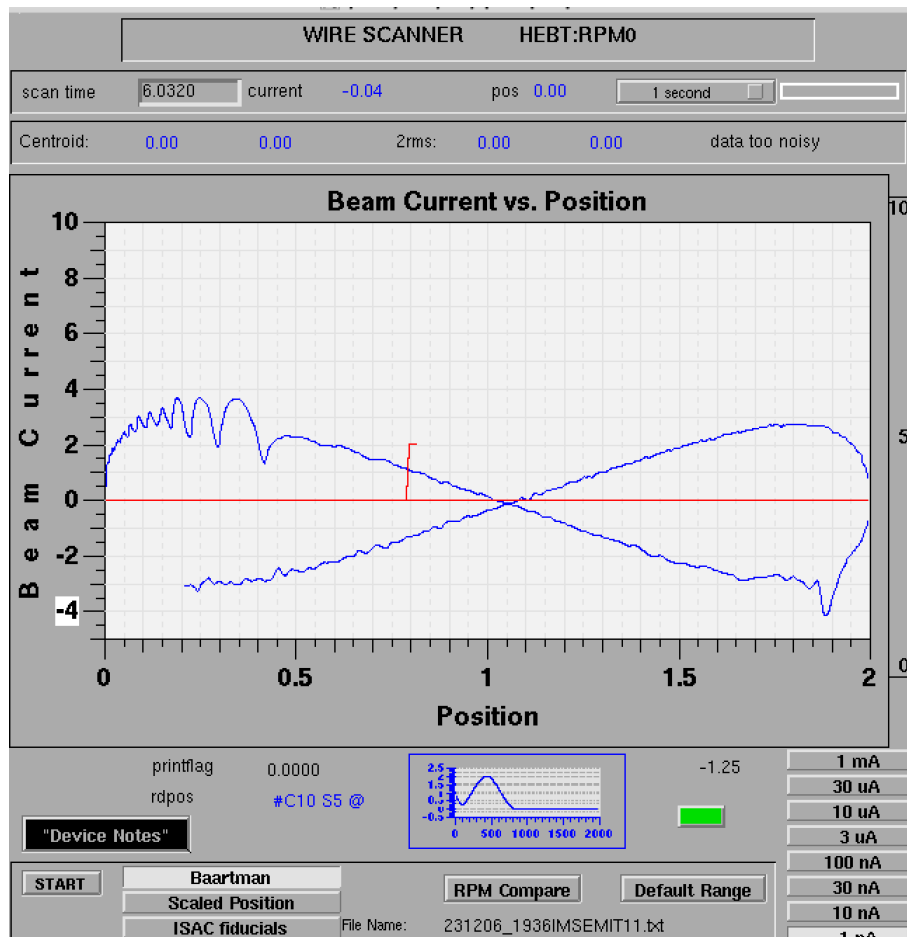 WIRE SCANNER HEBT:RPM0
scan time 6.0320 current -0.04 pos 0.00 1 second
Centroid: 0.00 0.00 2rms: 0.00 0.00 data too noisy
Beam Current vs. Position
10
8
6
4
2
0
-2
-4
Beam Current
10
5
0
0 0.5 1 1.5 2
Position
printflag 0.0000
rdpos #C10 S5 @
"Device Notes"
2.5
2
1.5
1
0.5
0
-0.5
0 500 1000 1500 2000
-1.25
1 mA
30 uA
10 uA
3 uA
100 nA
30 nA
10 nA
1 nA
START
Baartman
Scaled Position
ISAC fiducials
RPM Compare
Default Range
File Name: 231206_1936IMSEMIT11.txt